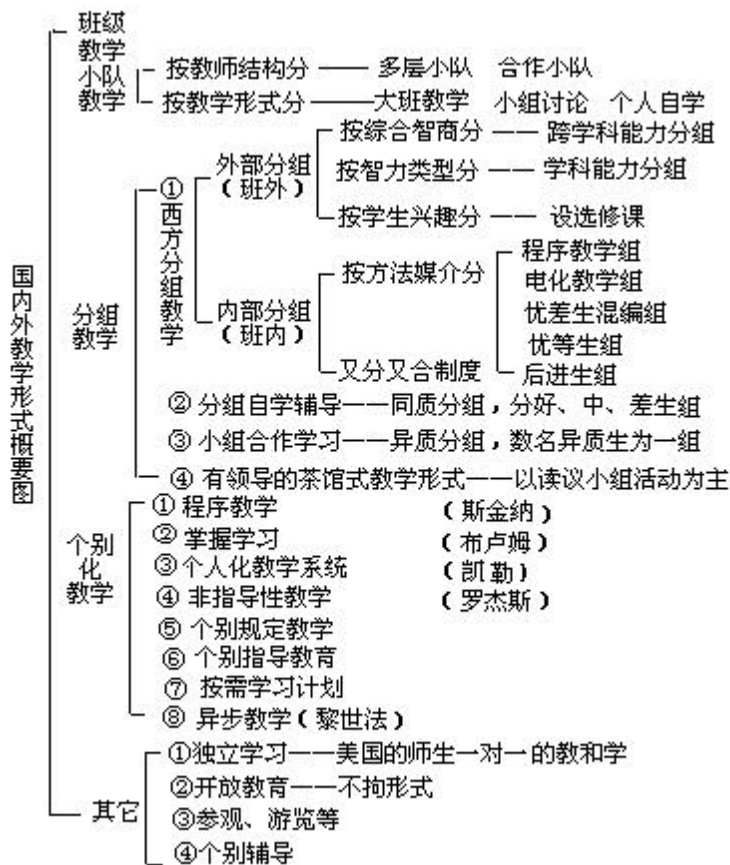 国内外教学形式概要图
班级教学
小队教学
按教师结构分——多层小队 合作小队
按教学形式分——大班教学 小组讨论 个人自学
分组教学
①西方分组教学
外部分组（班外）
按综合智商分——跨学科能力分组
按智力类型分——学科能力分组
按学生兴趣分——设选修课
内部分组（班内）
按方法媒介分
又分又合制度
程序教学组
电化教学组
优差生混编组
优等生组
后进生组
②分组自学辅导——同质分组，分好、中、差生组
③小组合作学习——异质分组，数名异质生为一组
④有领导的茶馆式教学形式——以读议小组活动为主
个别化教学
①程序教学（斯金纳）
②掌握学习（布卢姆）
③个人化教学系统（凯勒）
④非指导性教学（罗杰斯）
⑤个别规定教学
⑥个别指导教育
⑦按需学习计划
⑧异步教学（黎世法）
其它
①独立学习——美国的师生一对一的教和学
②开放教育——不拘形式
③参观、游览等
④个别辅导